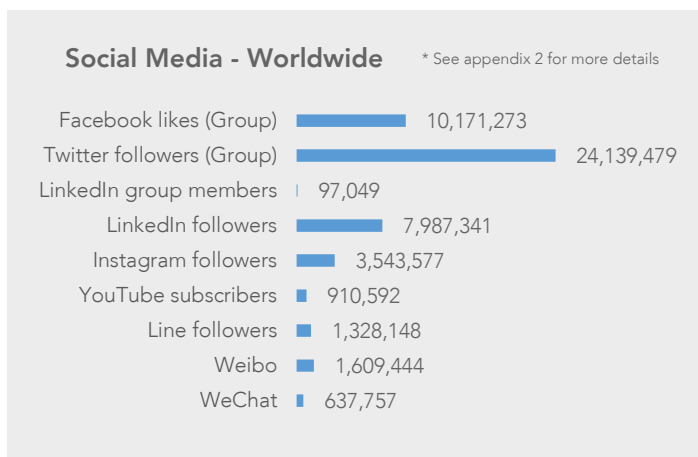 Social Media - Worldwide * See appendix 2 for more details
Facebook likes (Group) 10,171,273
Twitter followers (Group) 24,139,479
LinkedIn group members 97,049
LinkedIn followers 7,987,341
Instagram followers 3,543,577
YouTube subscribers 910,592
Line followers 1,328,148
Weibo 1,609,444
WeChat 637,757